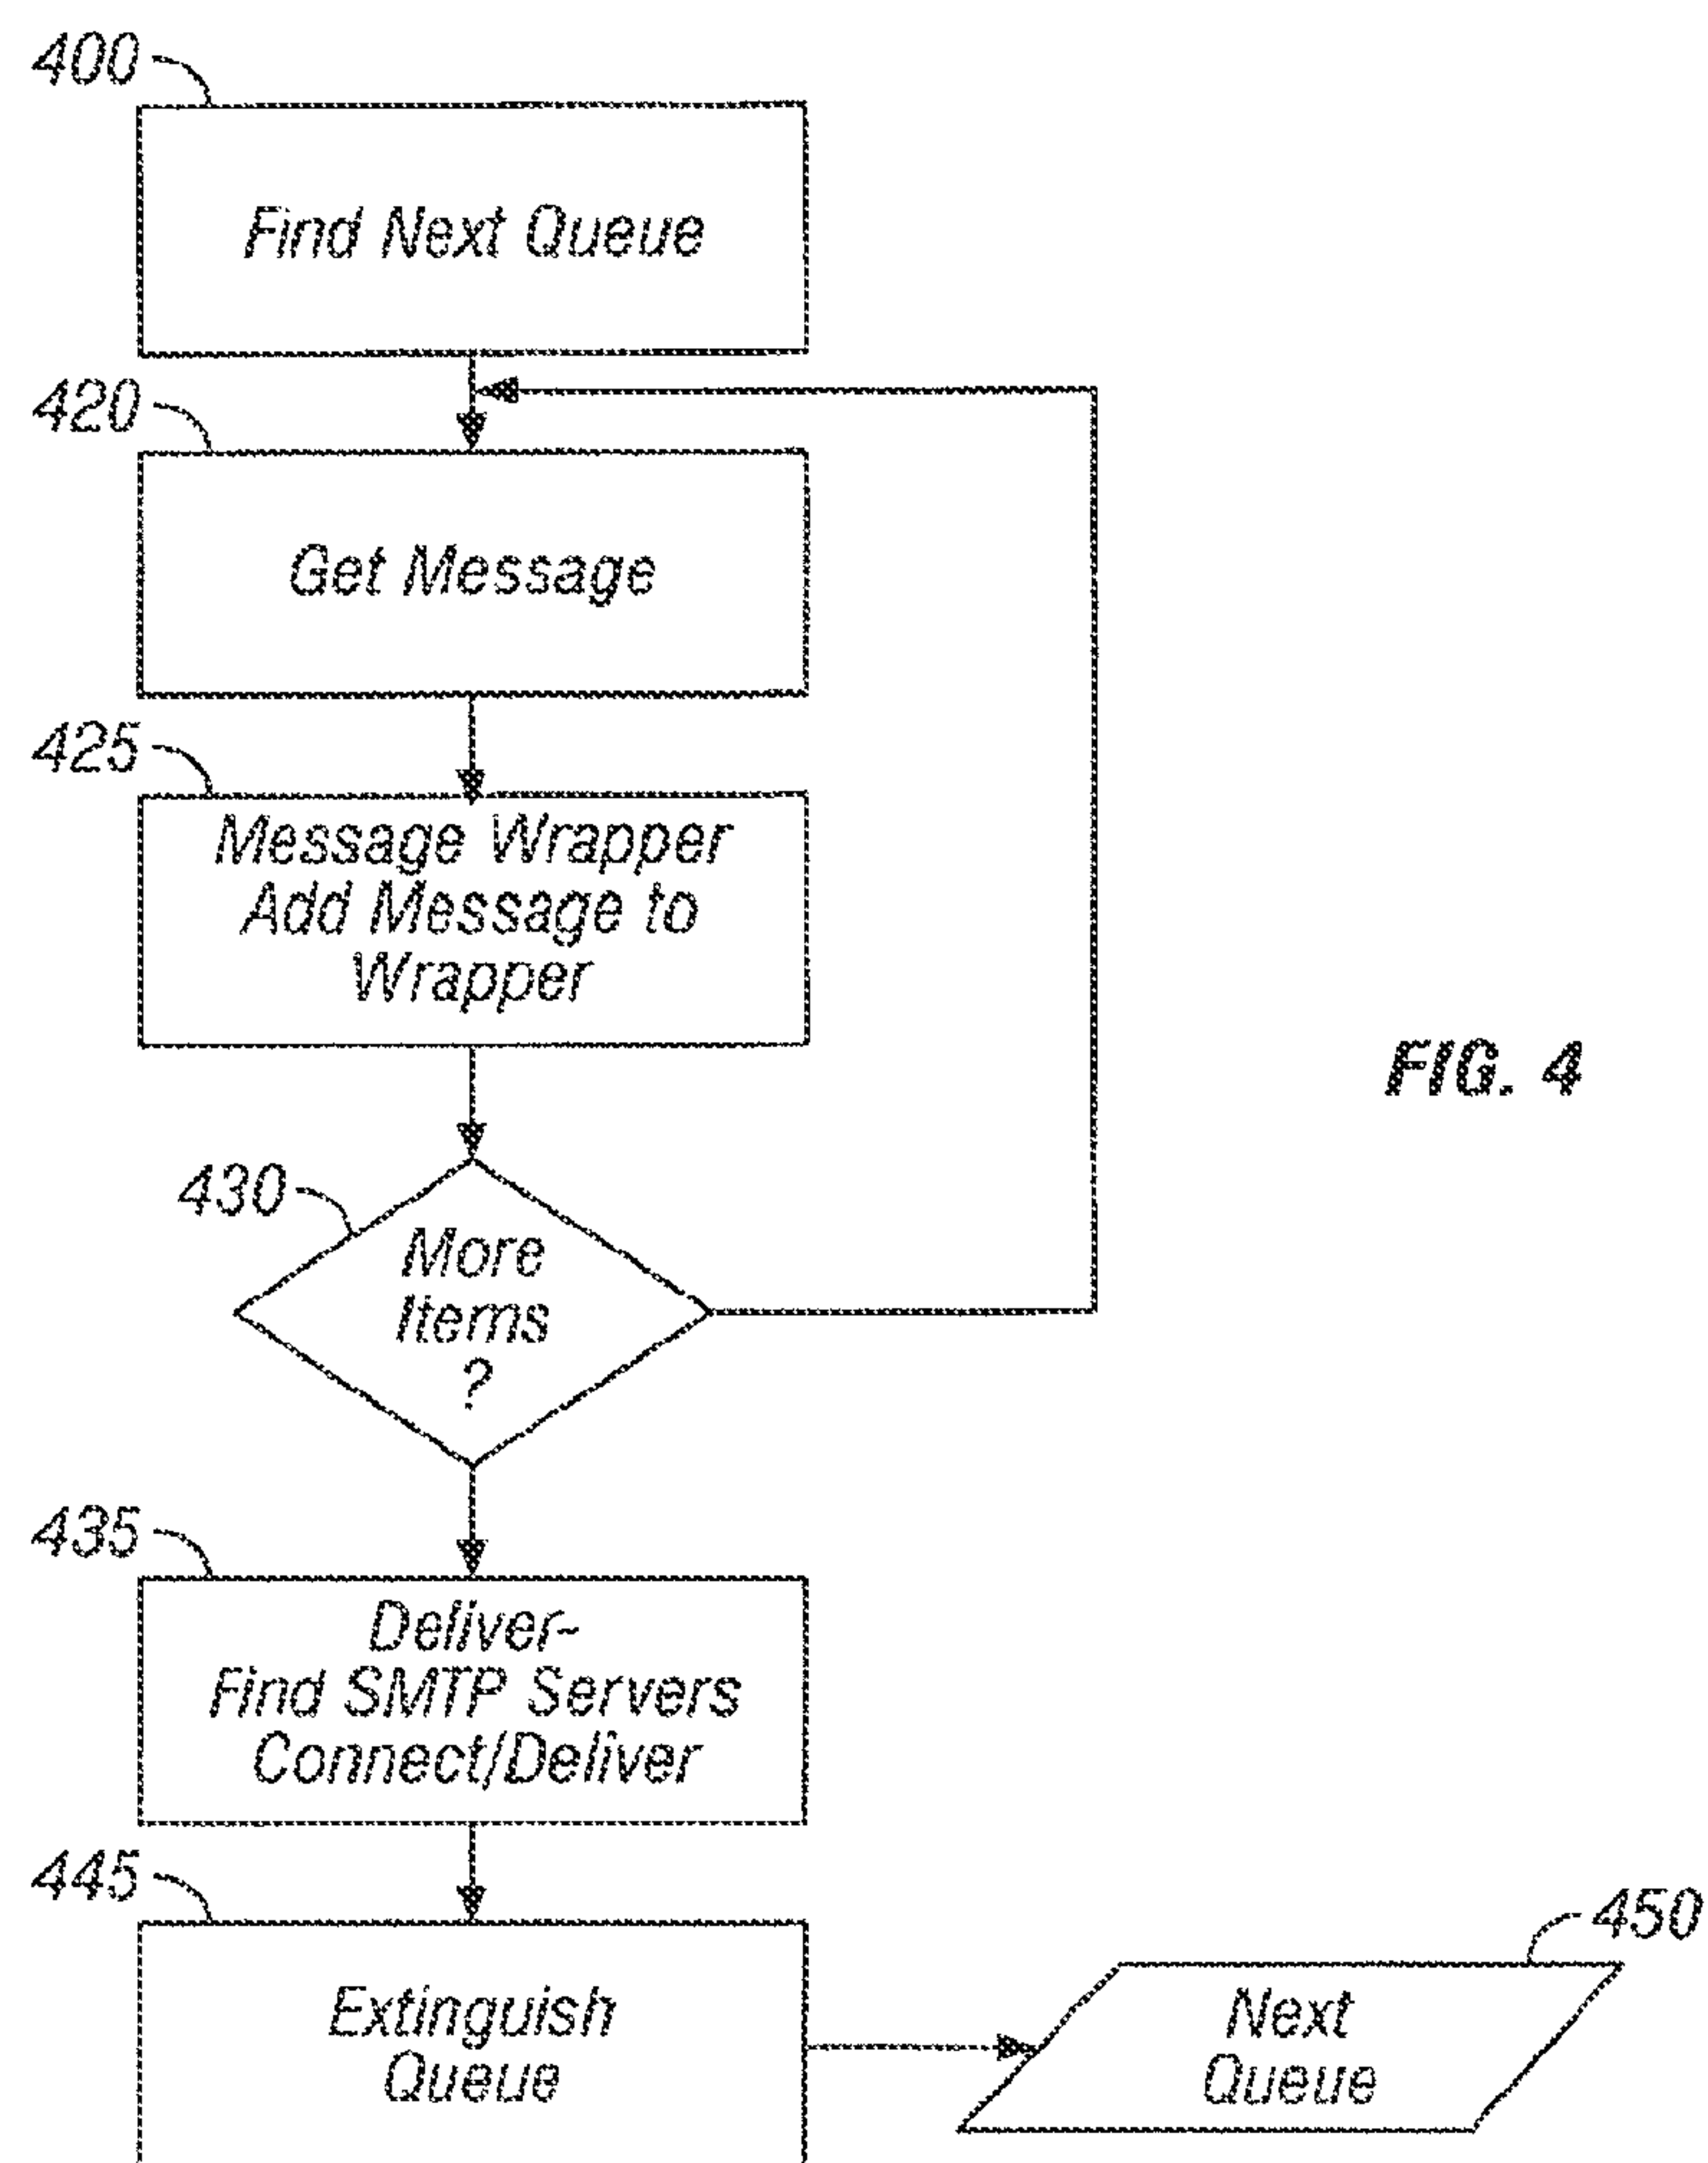 400
Find Next Queue
420
Get Message
425
Message Wrapper
Add Message to
Wrapper
FIG. 4
430
More
Items
?
435
Deliver-
Find SMTP Servers
Connect/Deliver
445
Extinguish
Queue
450
Next
Queue